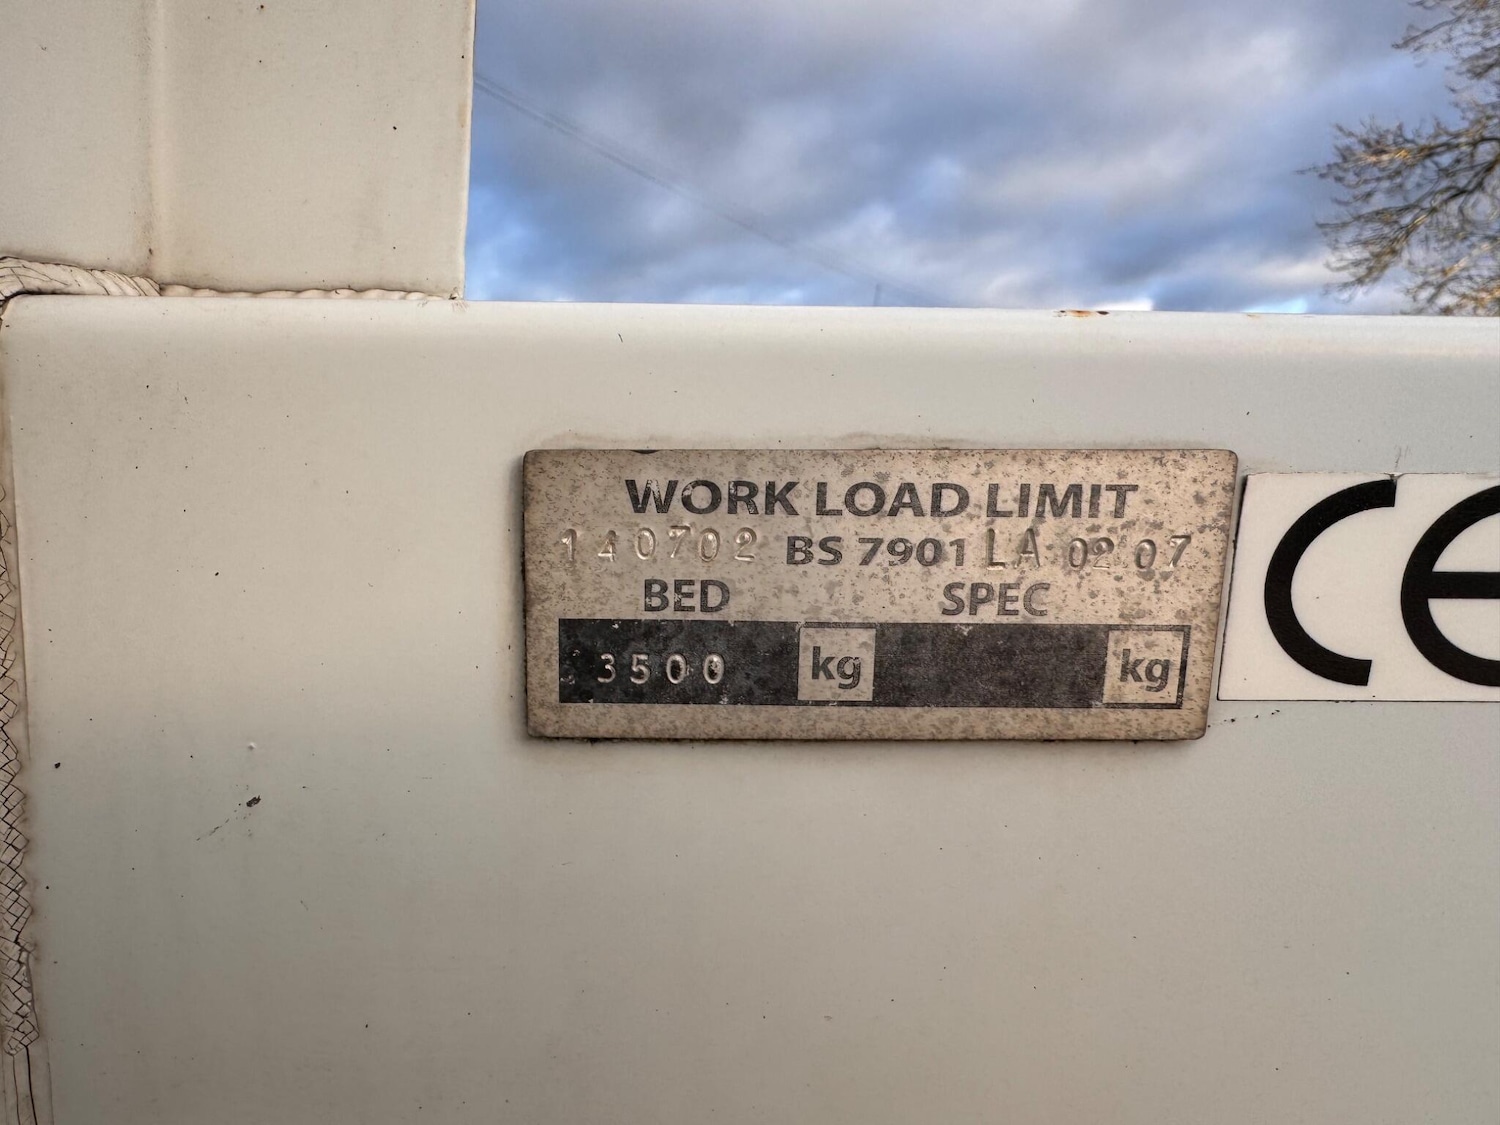 WORK LOAD LIMIT
140702 BS 7901 LA 02 07
BED SPEC
3500 kg kg
CE